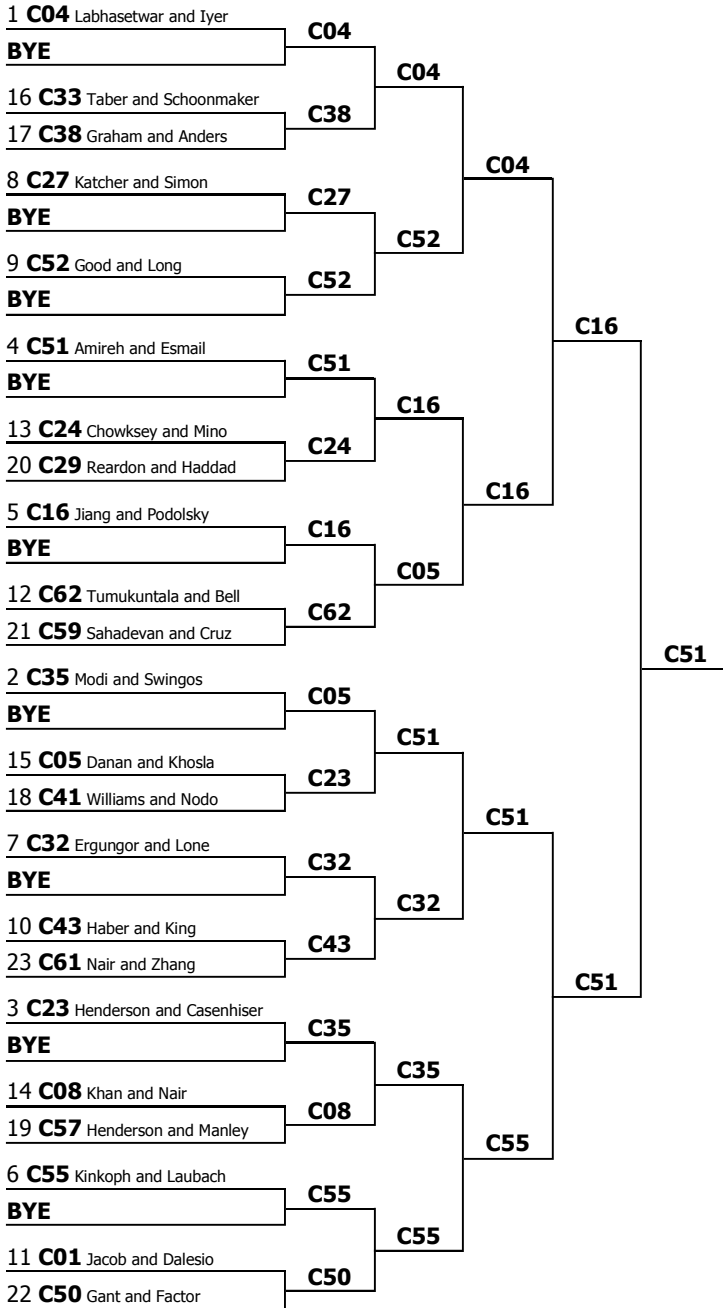 1 C04 Labhasetwar and Iyer
BYE
16 C33 Taber and Schoonmaker
17 C38 Graham and Anders
8 C27 Katcher and Simon
BYE
9 C52 Good and Long
BYE
4 C51 Amireh and Esmail
BYE
13 C24 Chowksey and Mino
20 C29 Reardon and Haddad
5 C16 Jiang and Podolsky
BYE
12 C62 Tumukuntala and Bell
21 C59 Sahadevan and Cruz
2 C35 Modi and Swingos
BYE
15 C05 Danan and Khosla
18 C41 Williams and Nodo
7 C32 Ergungor and Lone
BYE
10 C43 Haber and King
23 C61 Nair and Zhang
3 C23 Henderson and Casenhiser
BYE
14 C08 Khan and Nair
19 C57 Henderson and Manley
6 C55 Kinkoph and Laubach
BYE
11 C01 Jacob and Dalesio
22 C50 Gant and Factor
C04
C38
C27
C52
C51
C24
C16
C62
C05
C23
C32
C43
C35
C08
C55
C50
C04
C52
C16
C05
C51
C32
C35
C55
C04
C16
C51
C55
C16
C51
C51